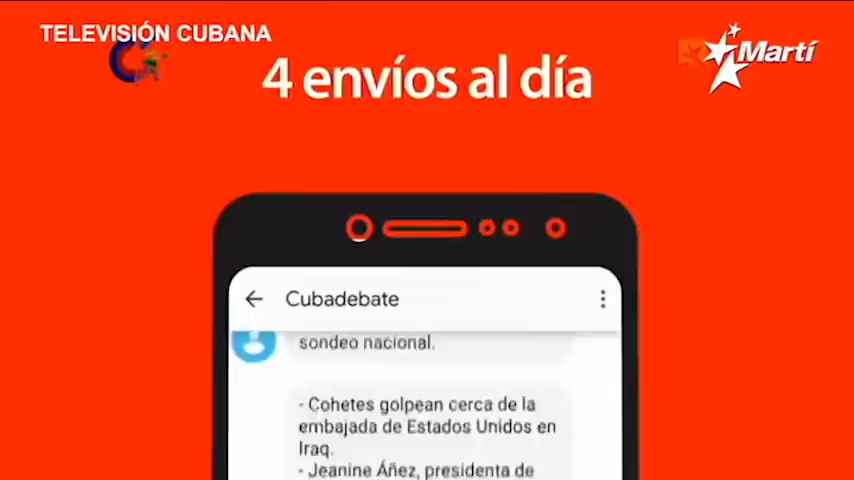 TELEVISIÓN CUBANA
Martí
4 envíos al día
Cubadebate
sondeo nacional.
- Cohetes golpean cerca de la
embajada de Estados Unidos en
Iraq.
- Jeanine Áñez, presidenta de